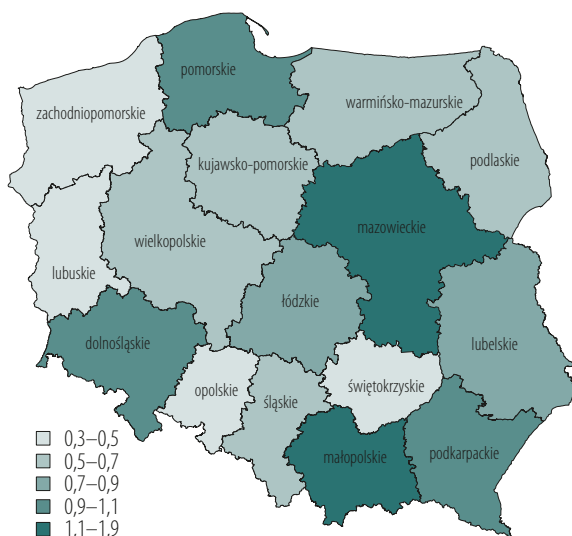 pomorskie
zachodniopomorskie
warmińsko-mazurskie
podlaskie
kujawsko-pomorskie
mazowieckie
wielkopolskie
lubuskie
łódzkie
dolnośląskie
lubelskie
opolskie
śląskie
świętokrzyskie
małopolskie
podkarpackie
0,3–0,5
0,5–0,7
0,7–0,9
0,9–1,1
1,1–1,9